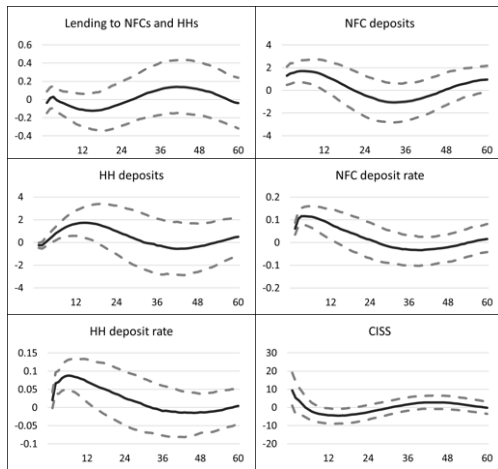 Lending to NFCs and HHs
0.6
0.4
0.2
0
-0.2
-0.4
12 24 36 48 60
NFC deposits
4
2
0
-2
-4
12 24 36 48 60
HH deposits
4
2
0
-2
-4
12 24 36 48 60
NFC deposit rate
0.2
0.1
0
-0.1
-0.2
12 24 36 48 60
HH deposit rate
0.15
0.1
0.05
0
-0.05
-0.1
12 24 36 48 60
CISS
30
20
10
0
-10
-20
12 24 36 48 60